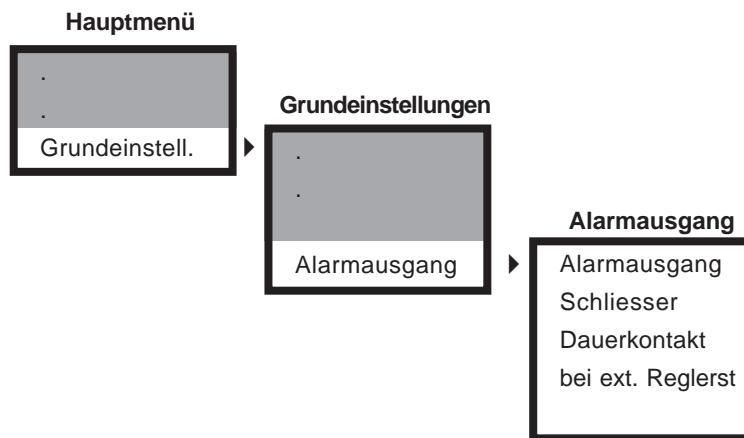 Hauptmenü
.
.
Grundeinstell.
Grundeinstellungen
.
.
Alarmausgang
Alarmausgang
Alarmausgang
Schliesser
Dauerkontakt
bei ext. Reglerst